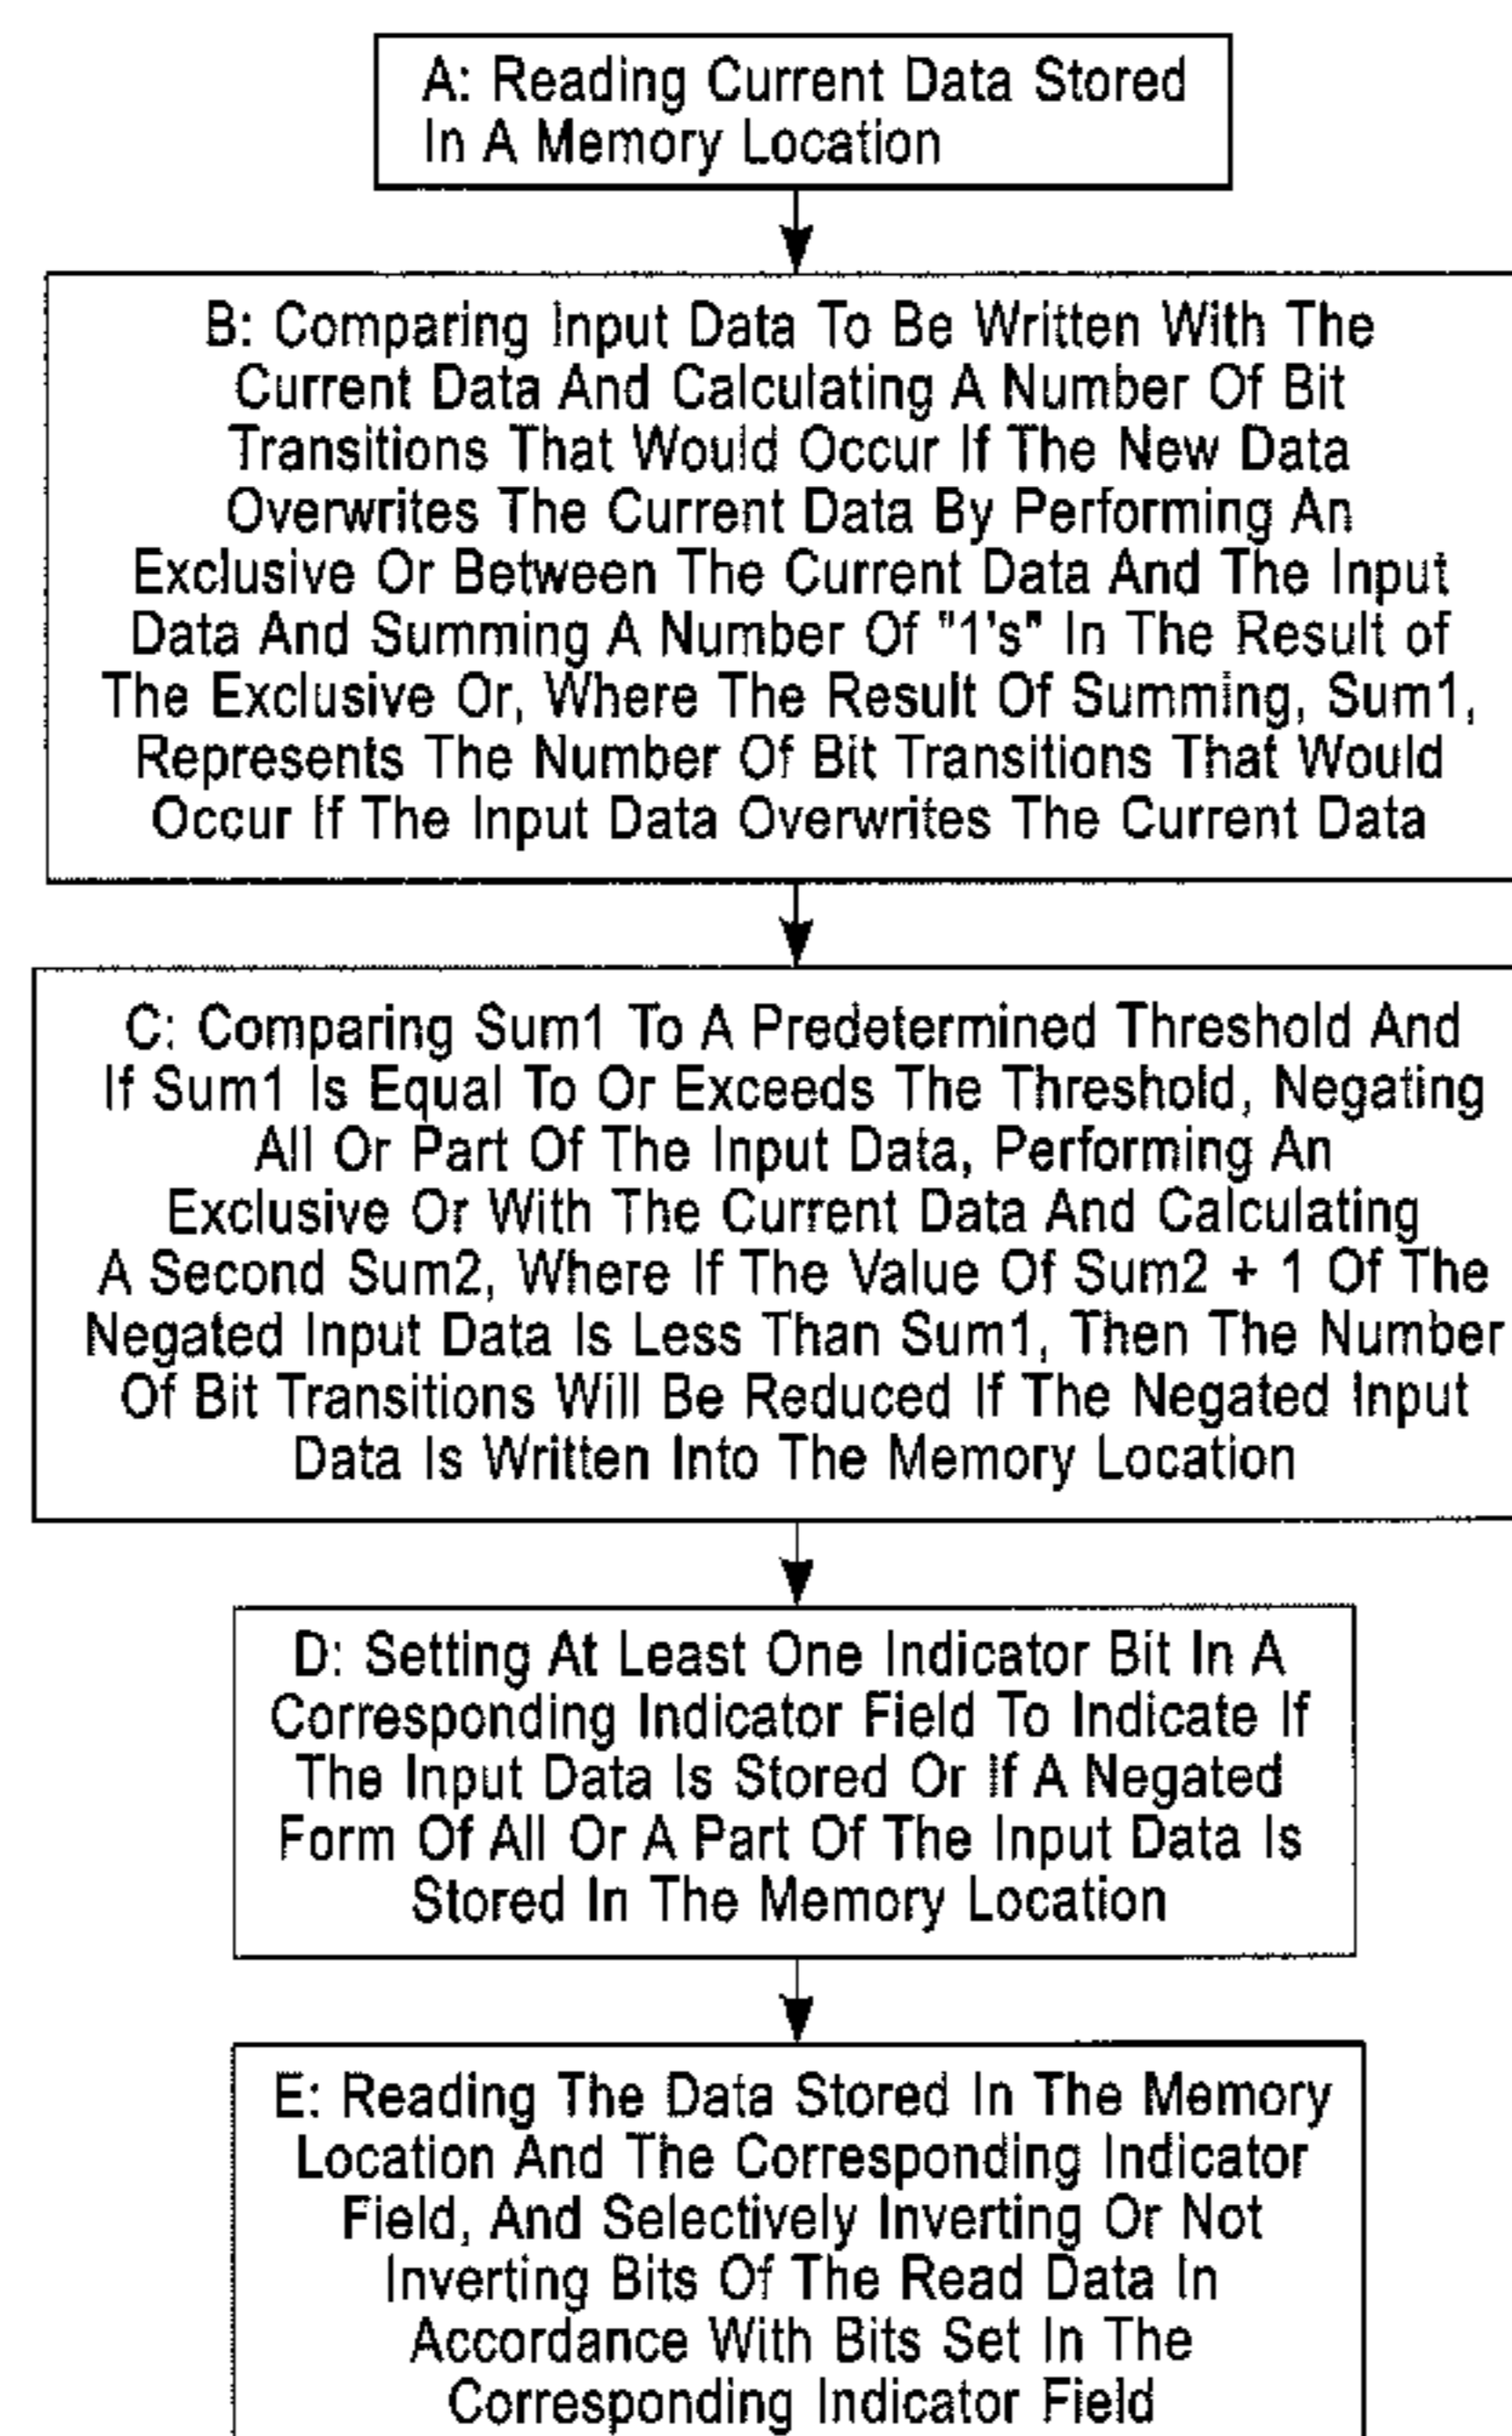 A: Reading Current Data Stored
In A Memory Location
B: Comparing Input Data To Be Written With The
Current Data And Calculating A Number Of Bit
Transitions That Would Occur If The New Data
Overwrites The Current Data By Performing An
Exclusive Or Between The Current Data And The Input
Data And Summing A Number Of "1's" In The Result of
The Exclusive Or, Where The Result Of Summing, Sum1,
Represents The Number Of Bit Transitions That Would
Occur If The Input Data Overwrites The Current Data
C: Comparing Sum1 To A Predetermined Threshold And
If Sum1 Is Equal To Or Exceeds The Threshold, Negating
All Or Part Of The Input Data, Performing An
Exclusive Or With The Current Data And Calculating
A Second Sum2, Where If The Value Of Sum2 + 1 Of The
Negated Input Data Is Less Than Sum1, Then The Number
Of Bit Transitions Will Be Reduced If The Negated Input
Data Is Written Into The Memory Location
D: Setting At Least One Indicator Bit In A
Corresponding Indicator Field To Indicate If
The Input Data Is Stored Or If A Negated
Form Of All Or A Part Of The Input Data Is
Stored In The Memory Location
E: Reading The Data Stored In The Memory
Location And The Corresponding Indicator
Field, And Selectively Inverting Or Not
Inverting Bits Of The Read Data In
Accordance With Bits Set In The
Corresponding Indicator Field